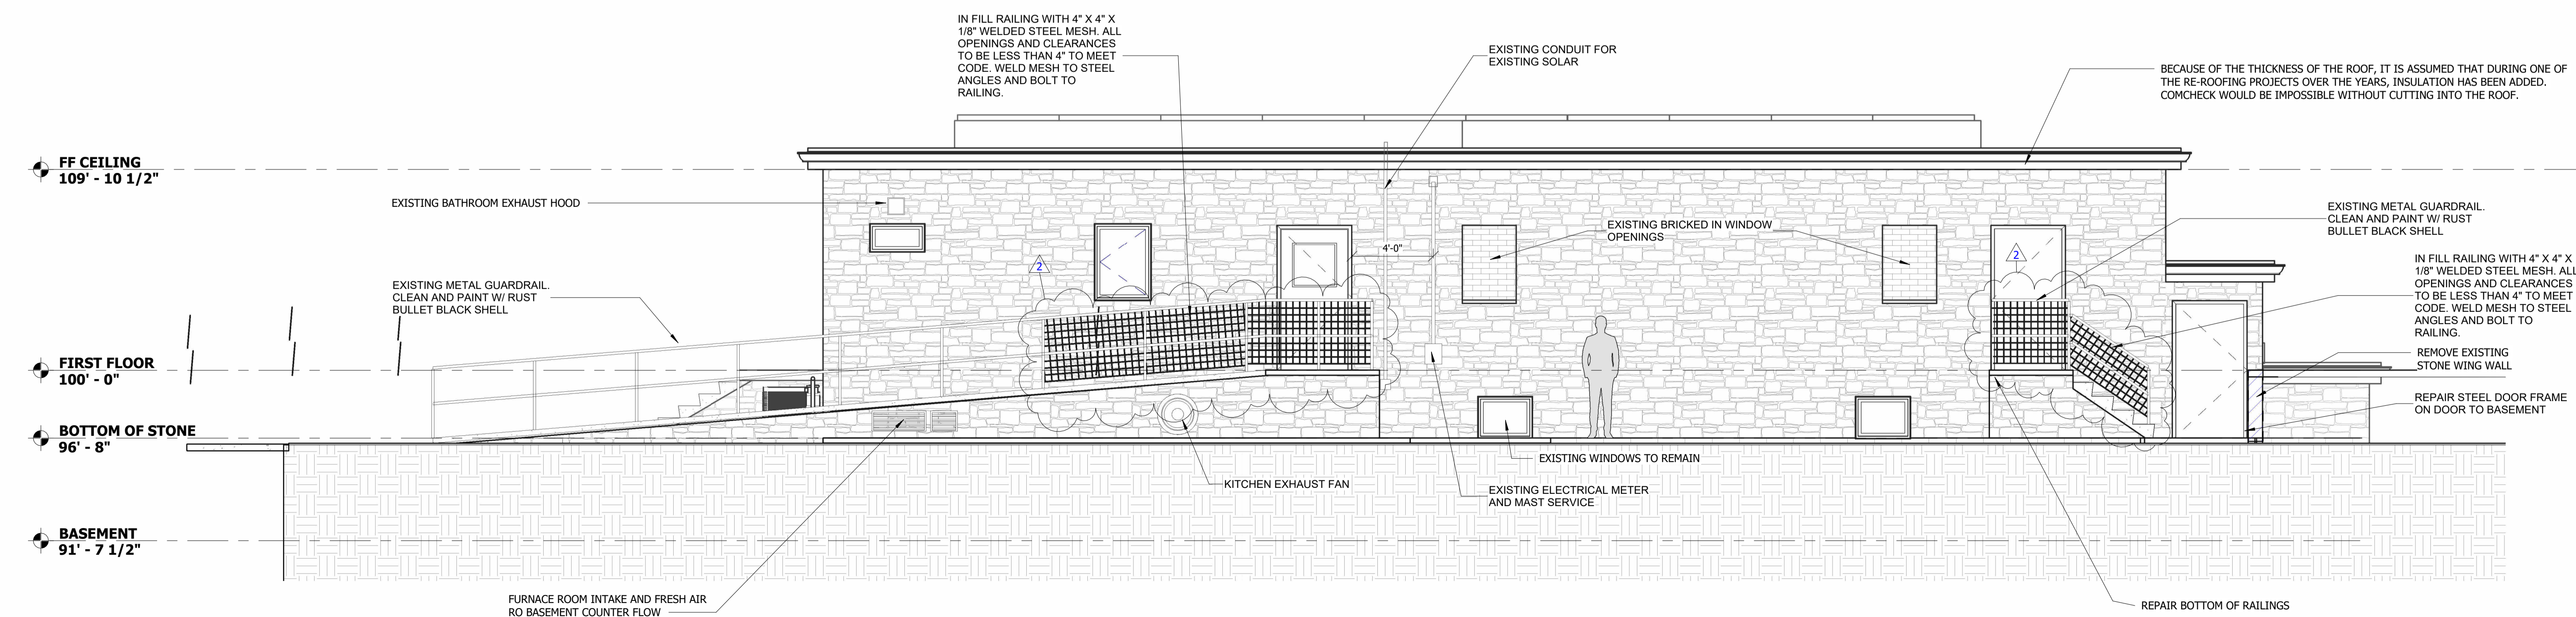 IN FILL RAILING WITH 4" X 4" X
1/8" WELDED STEEL MESH. ALL
OPENINGS AND CLEARANCES
TO BE LESS THAN 4" TO MEET
CODE. WELD MESH TO STEEL
ANGLES AND BOLT TO
RAILING.
EXISTING CONDUIT FOR
EXISTING SOLAR
BECAUSE OF THE THICKNESS OF THE ROOF, IT IS ASSUMED THAT DURING ONE OF
THE RE-ROOFING PROJECTS OVER THE YEARS, INSULATION HAS BEEN ADDED.
COMCHECK WOULD BE IMPOSSIBLE WITHOUT CUTTING INTO THE ROOF.
FF CEILING
109' - 10 1/2"
EXISTING BATHROOM EXHAUST HOOD
EXISTING BRICKED IN WINDOW
OPENINGS
4'-0"
EXISTING METAL GUARDRAIL.
CLEAN AND PAINT W/ RUST
BULLET BLACK SHELL
2
2
EXISTING METAL GUARDRAIL.
CLEAN AND PAINT W/ RUST
BULLET BLACK SHELL
IN FILL RAILING WITH 4" X 4" X
1/8" WELDED STEEL MESH. ALL
OPENINGS AND CLEARANCES
TO BE LESS THAN 4" TO MEET
CODE. WELD MESH TO STEEL
ANGLES AND BOLT TO
RAILING.
REMOVE EXISTING
STONE WING WALL
REPAIR STEEL DOOR FRAME
ON DOOR TO BASEMENT
FIRST FLOOR
100' - 0"
BOTTOM OF STONE
96' - 8"
EXISTING WINDOWS TO REMAIN
KITCHEN EXHAUST FAN
EXISTING ELECTRICAL METER
AND MAST SERVICE
BASEMENT
91' - 7 1/2"
FURNACE ROOM INTAKE AND FRESH AIR
RO BASEMENT COUNTER FLOW
REPAIR BOTTOM OF RAILINGS